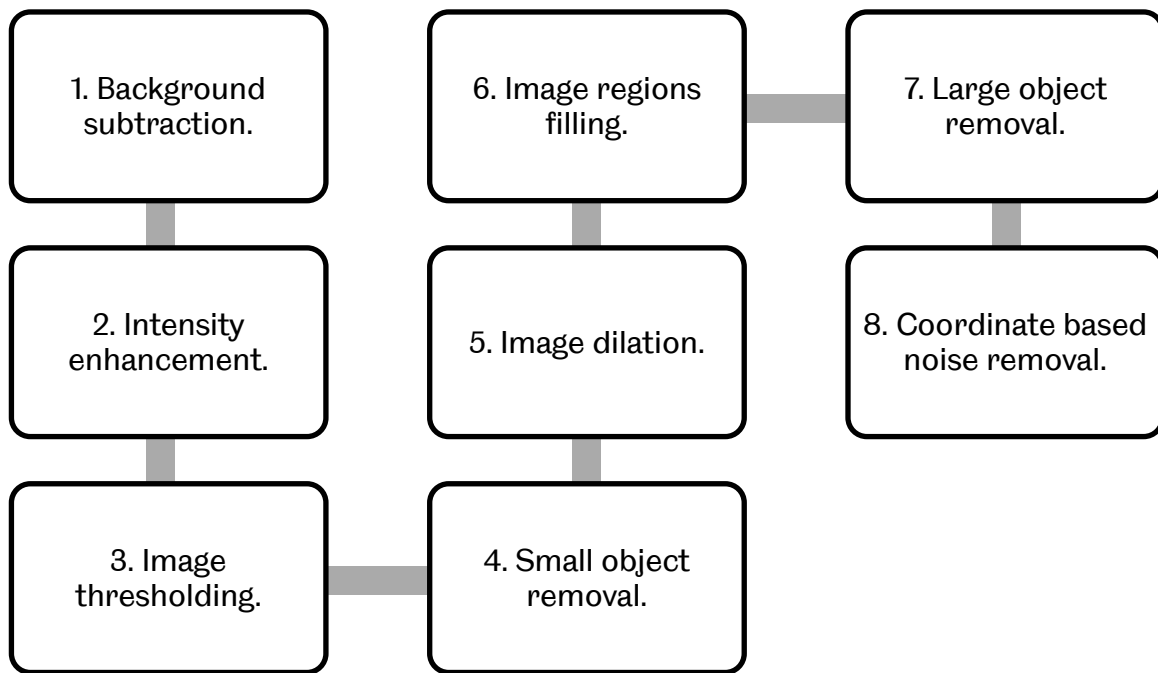 1. Background
subtraction.
2. Intensity
enhancement.
3. Image
thresholding.
4. Small object
removal.
5. Image dilation.
6. Image regions
filling.
7. Large object
removal.
8. Coordinate based
noise removal.